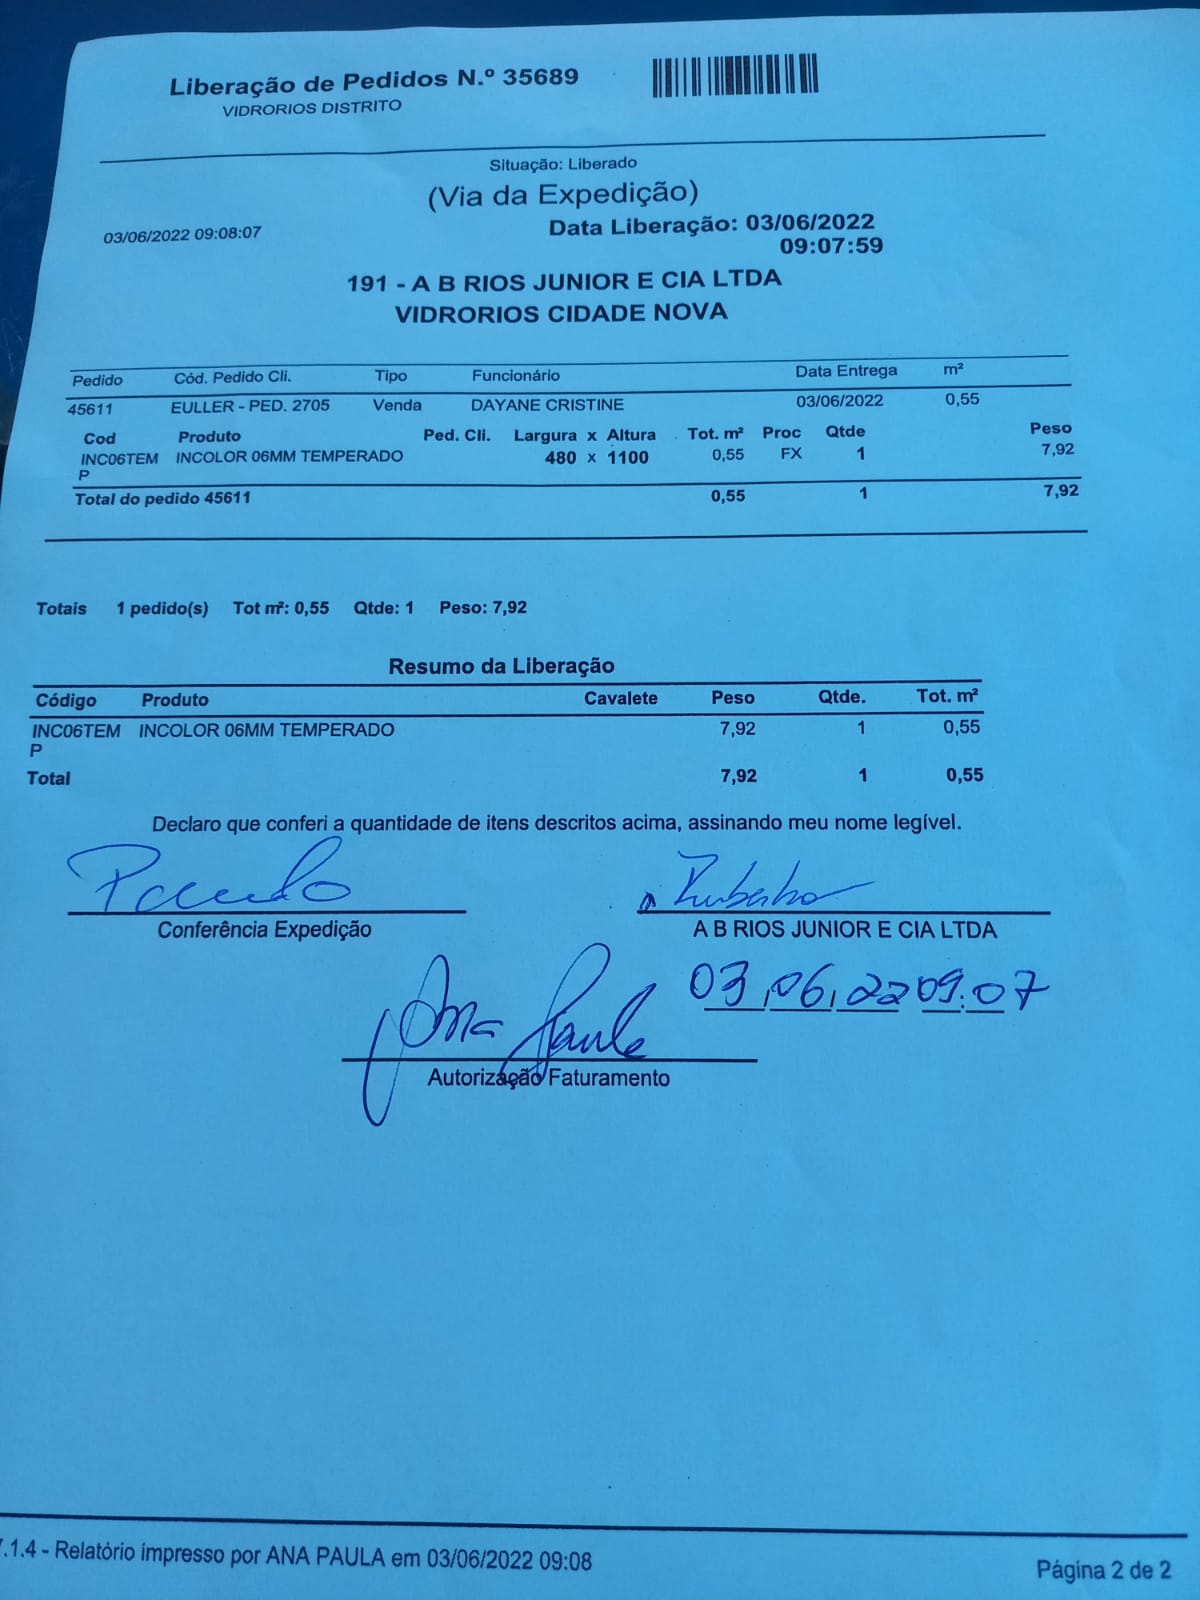 Liberação de Pedidos N.º 35689
VIDRORIOS DISTRITO
Situação: Liberado
(Via da Expedição)
03/06/2022 09:08:07
Data Liberação: 03/06/2022
09:07:59
191 - A B RIOS JUNIOR E CIA LTDA
VIDRORIOS CIDADE NOVA
Pedido Cód. Pedido Cli. Tipo Funcionário Data Entrega m²
45611 EULLER - PED. 2705 Venda DAYANE CRISTINE 03/06/2022 0,55
Cod Produto Ped. Cli. Largura x Altura Tot. m² Proc Qtde Peso
INC06TEM INCOLOR 06MM TEMPERADO 480 x 1100 0,55 FX 1 7,92
P
Total do pedido 45611 0,55 1 7,92
Totais 1 pedido(s) Tot m²: 0,55 Qtde: 1 Peso: 7,92
Resumo da Liberação
Código Produto Cavalete Peso Qtde. Tot. m²
INC06TEM INCOLOR 06MM TEMPERADO 7,92 1 0,55
P
Total 7,92 1 0,55
Declaro que conferi a quantidade de itens descritos acima, assinando meu nome legível.
Paulo
Conferência Expedição A B RIOS JUNIOR E CIA LTDA
03,06,22 09:07
Ana Paula
Autorização Faturamento
.1.4 - Relatório impresso por ANA PAULA em 03/06/2022 09:08
Página 2 de 2